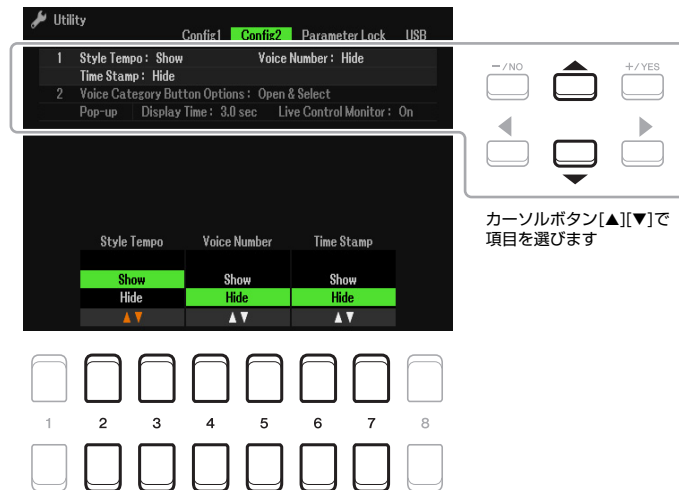 Utility
Config1 Config2 Parameter Lock USB
1 Style Tempo : Show Voice Number : Hide
Time Stamp : Hide
2 Voice Category Button Options : Open & Select
Pop-up Display Time : 3.0 sec Live Control Monitor : On
−/NO +/YES
カーソルボタン[▲][▼]で
項目を選びます
Style Tempo Voice Number Time Stamp
Show Show Show
Hide Hide Hide
1 2 3 4 5 6 7 8